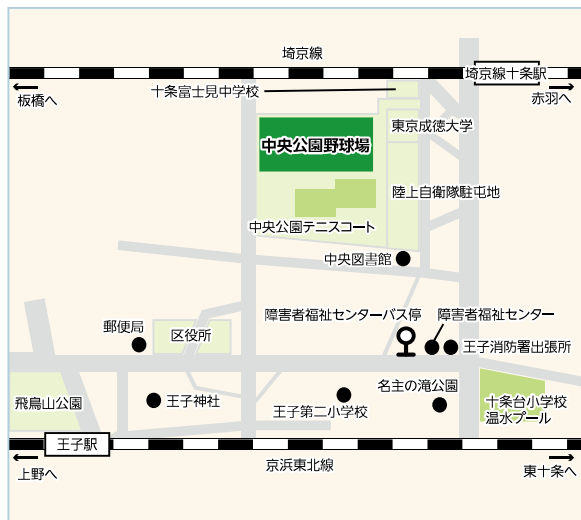 埼京線
埼京線十条駅
板橋へ
十条富士見中学校
赤羽へ
東京成徳大学
中央公園野球場
陸上自衛隊駐屯地
中央公園テニスコート
中央図書館
障害者福祉センターバス停
障害者福祉センター
郵便局
区役所
王子消防署出張所
飛鳥山公園
王子神社
名主の滝公園
王子第二小学校
十条台小学校
温水プール
王子駅
京浜東北線
上野へ
東十条へ